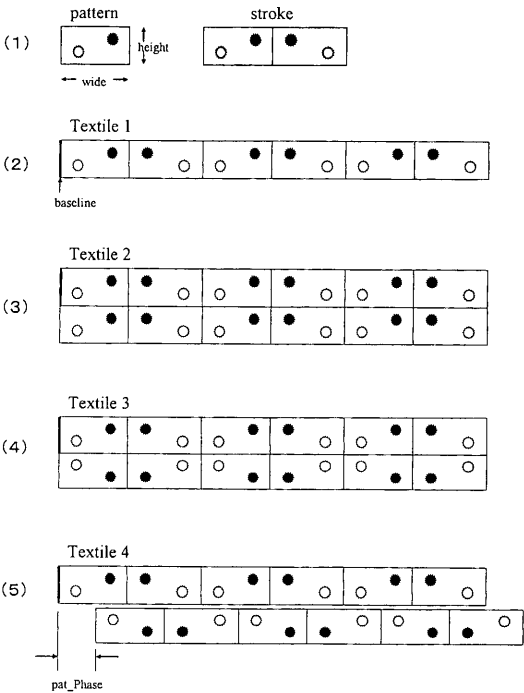 pattern stroke
(1)
height
wide
Textile 1
(2)
baseline
Textile 2
(3)
Textile 3
(4)
Textile 4
(5)
pat_Phase